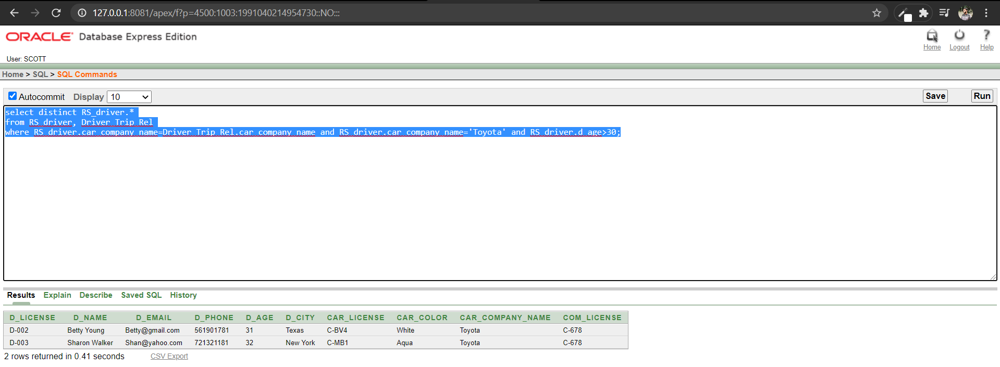 127.0.0.1:8081/apex/f?p=4500:1003:1991040214954730::NO:::
ORACLE Database Express Edition
Home Logout Help
User: SCOTT
Home > SQL > SQL Commands
Autocommit Display 10 Save Run
select distinct RS_driver.*
from RS_driver, Driver_Trip_Rel
where RS_driver.car_company_name=Driver_Trip_Rel.car_company_name and RS_driver.car_company_name='Toyota' and RS_driver.d_age>30;
Results Explain Describe Saved SQL History
D_LICENSE D_NAME D_EMAIL D_PHONE D_AGE D_CITY CAR_LICENSE CAR_COLOR CAR_COMPANY_NAME COM_LICENSE
D-002 Betty Young Betty@gmail.com 561901781 31 Texas C-BV4 White Toyota C-678
D-003 Sharon Walker Shan@yahoo.com 721321181 32 New York C-MB1 Aqua Toyota C-678
2 rows returned in 0.41 seconds CSV Export